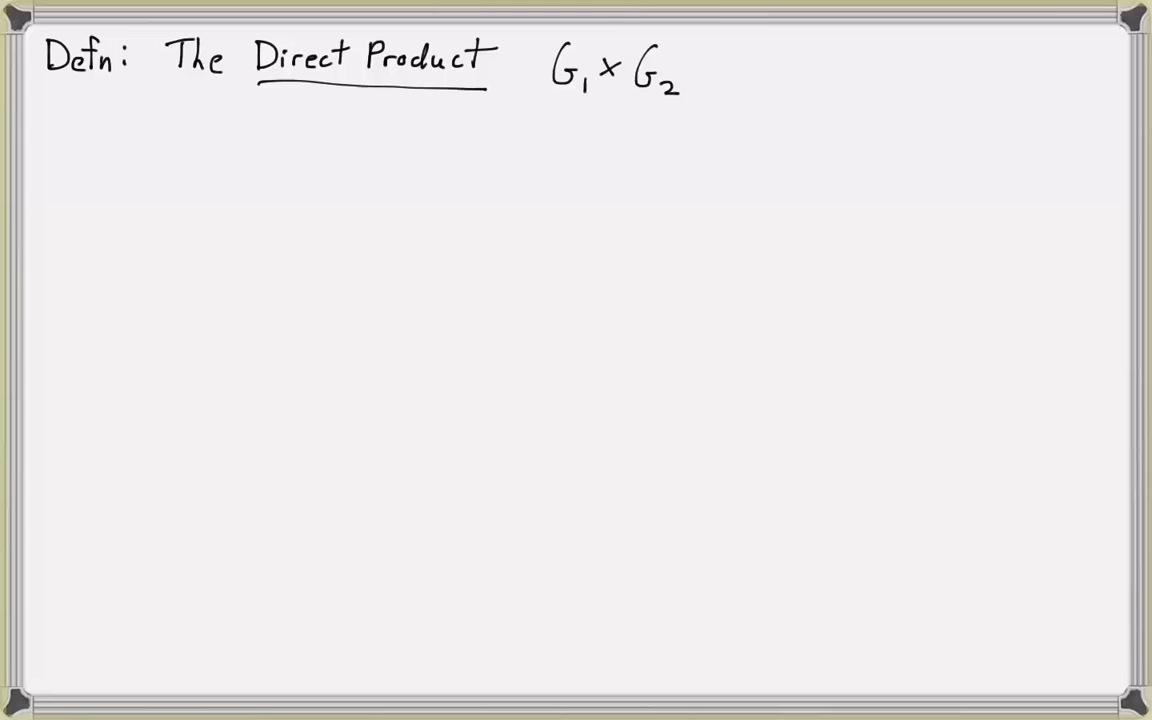 Defn: The Direct Product G₁ × G₂